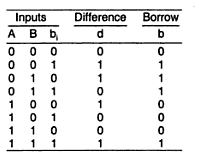 Inputs Difference Borrow
A B bi d b
0 0 0 0 0
0 0 1 1 1
0 1 0 1 1
0 1 1 0 1
1 0 0 1 0
1 0 1 0 0
1 1 0 0 0
1 1 1 1 1